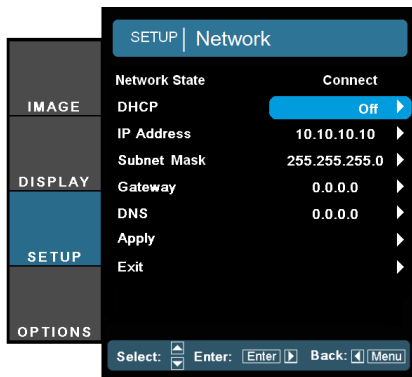 SETUP | Network
Network State Connect
IMAGE DHCP Off
IP Address 10.10.10.10
Subnet Mask 255.255.255.0
DISPLAY Gateway 0.0.0.0
DNS 0.0.0.0
Apply
SETUP
Exit
OPTIONS
Select: Enter: Enter Back: Menu